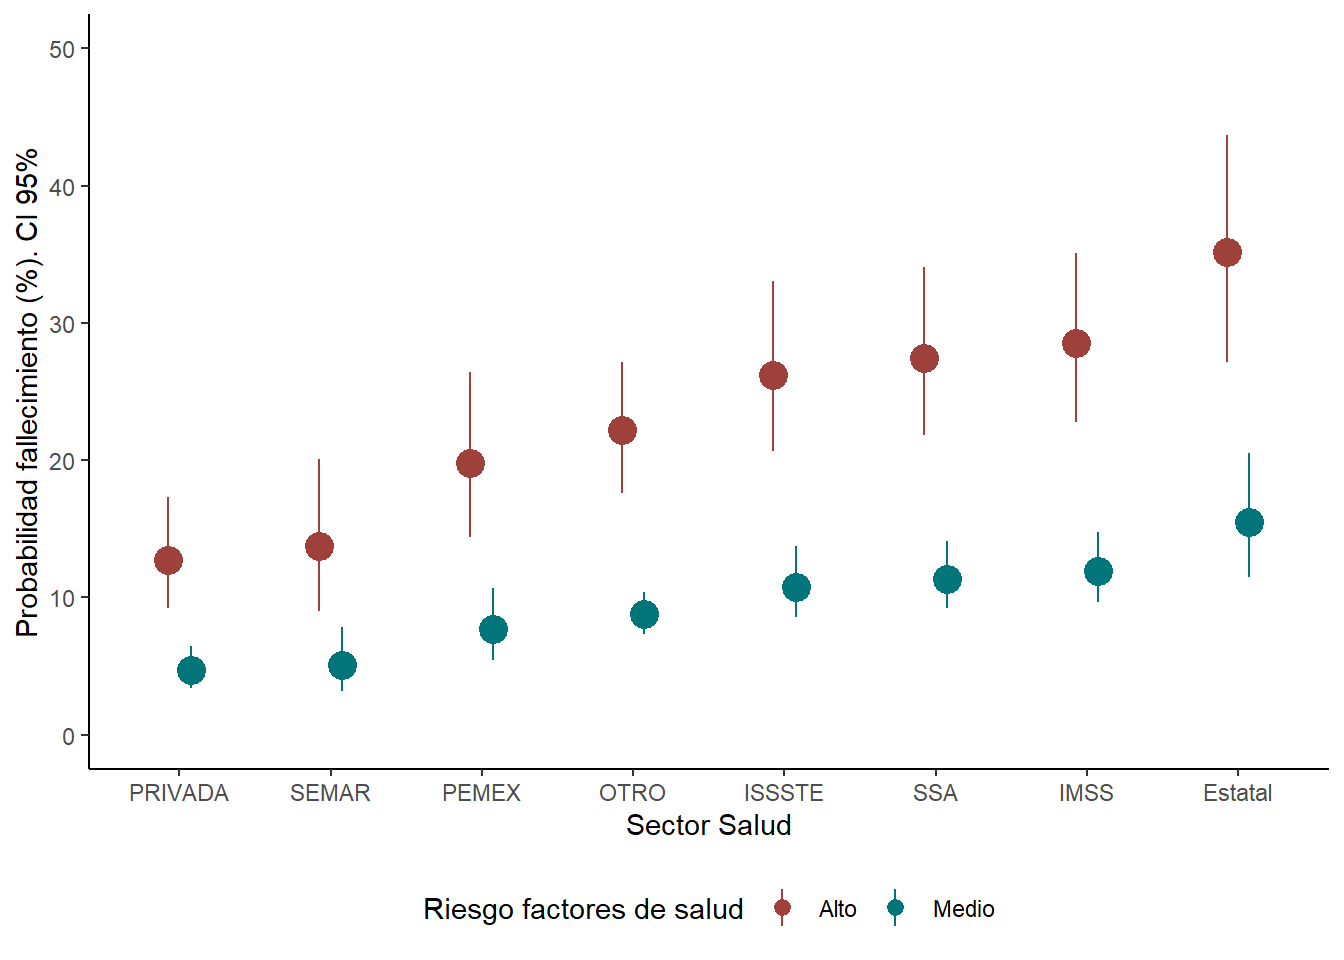 Probabilidad fallecimiento (%). CI 95%
50
40
30
20
10
0
PRIVADA SEMAR PEMEX OTRO ISSSTE SSA IMSS Estatal
Sector Salud
Riesgo factores de salud Alto Medio